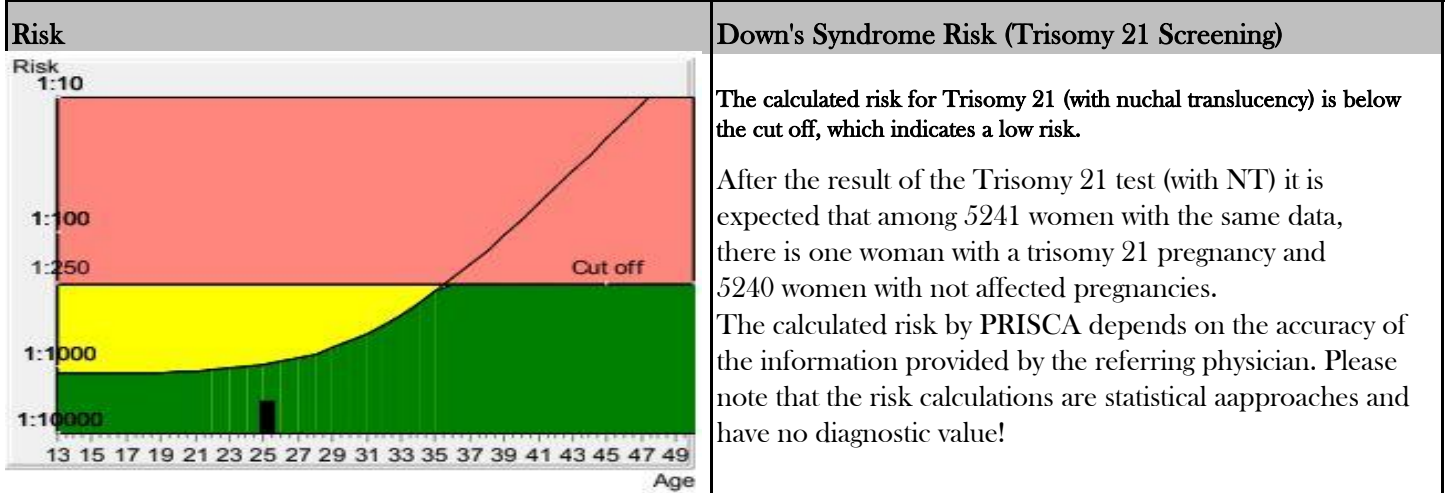 Risk
Down's Syndrome Risk (Trisomy 21 Screening)
Risk
1:10
1:100
1:250
Cut off
1:1000
1:10000
13 15 17 19 21 23 25 27 29 31 33 35 37 39 41 43 45 47 49
Age
The calculated risk for Trisomy 21 (with nuchal translucency) is below
the cut off, which indicates a low risk.
After the result of the Trisomy 21 test (with NT) it is
expected that among 5241 women with the same data,
there is one woman with a trisomy 21 pregnancy and
5240 women with not affected pregnancies.
The calculated risk by PRISCA depends on the accuracy of
the information provided by the referring physician. Please
note that the risk calculations are statistical aapproaches and
have no diagnostic value!